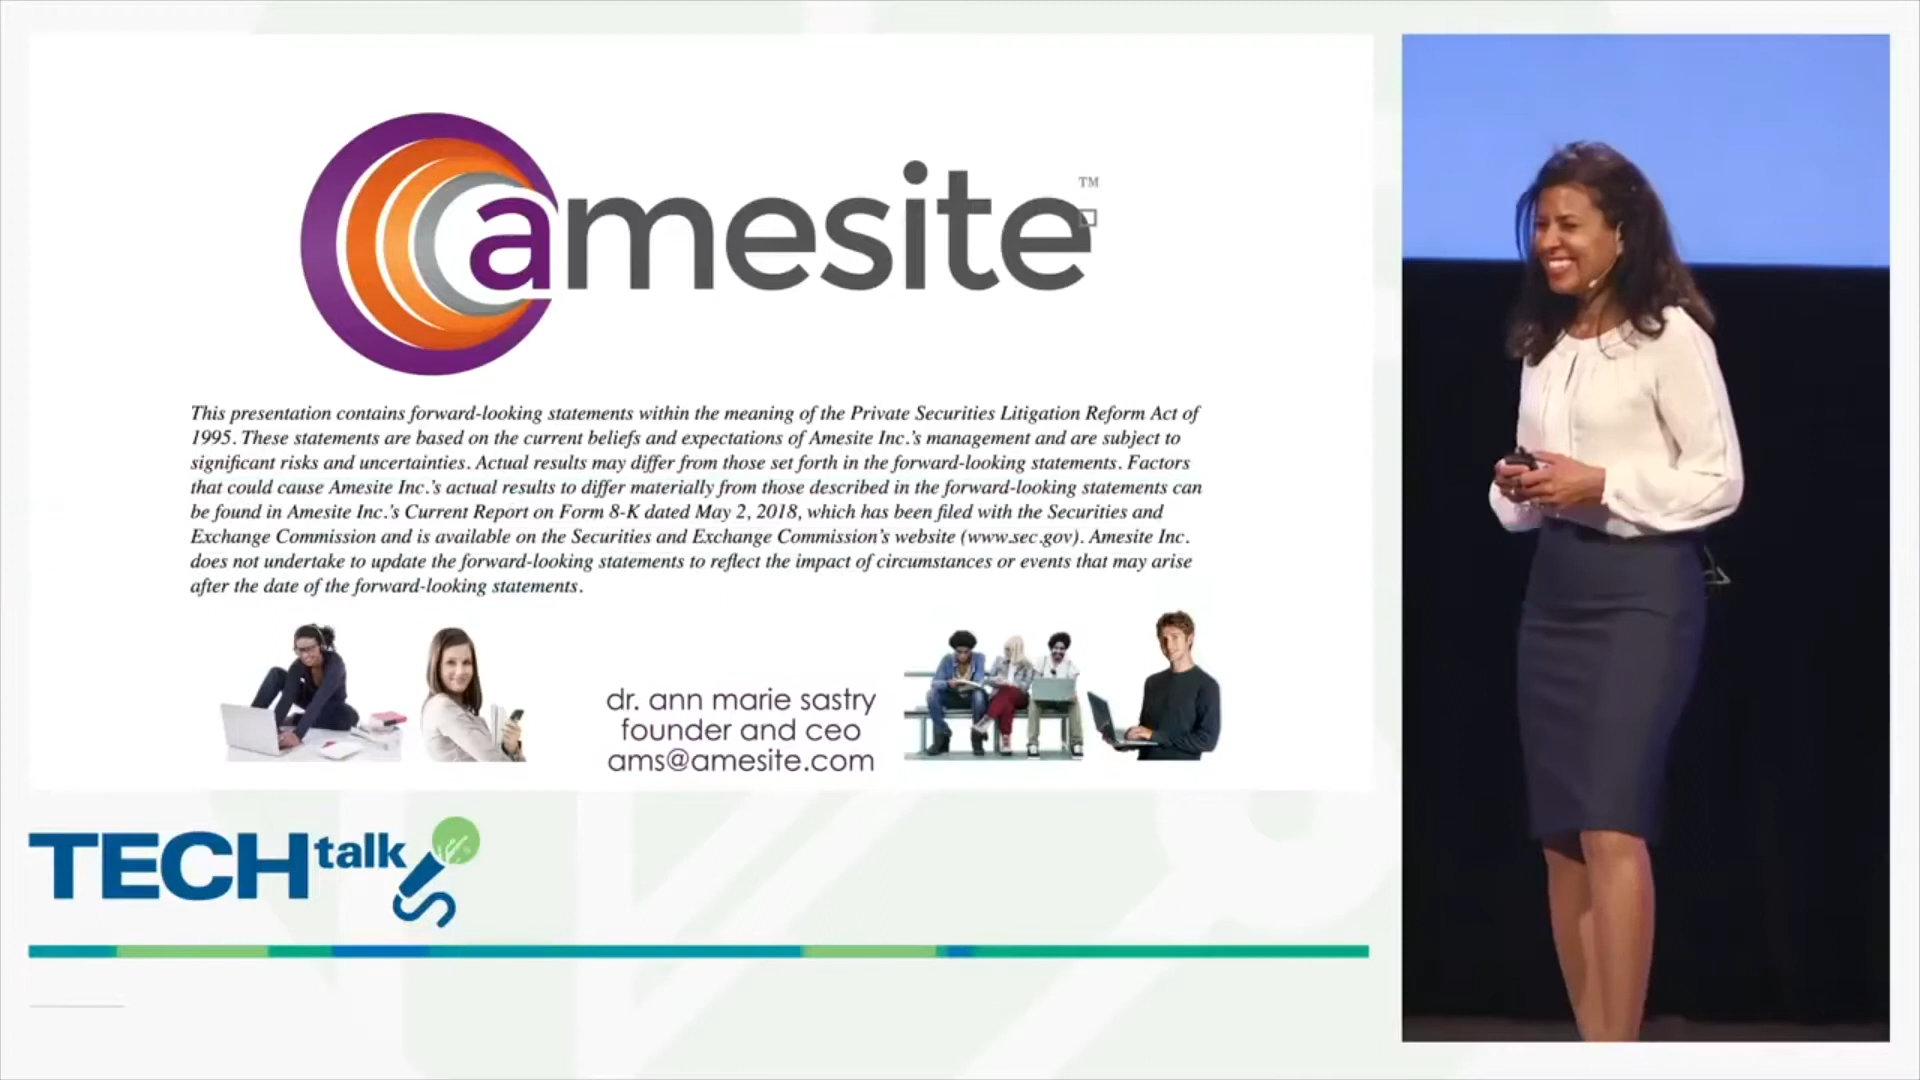 amesite™
This presentation contains forward-looking statements within the meaning of the Private Securities Litigation Reform Act of
1995. These statements are based on the current beliefs and expectations of Amesite Inc.'s management and are subject to
significant risks and uncertainties. Actual results may differ from those set forth in the forward-looking statements. Factors
that could cause Amesite Inc.'s actual results to differ materially from those described in the forward-looking statements can
be found in Amesite Inc.'s Current Report on Form 8-K dated May 2, 2018, which has been filed with the Securities and
Exchange Commission and is available on the Securities and Exchange Commission's website (www.sec.gov). Amesite Inc.
does not undertake to update the forward-looking statements to reflect the impact of circumstances or events that may arise
after the date of the forward-looking statements.
dr. ann marie sastry
founder and ceo
ams@amesite.com
TECH talk